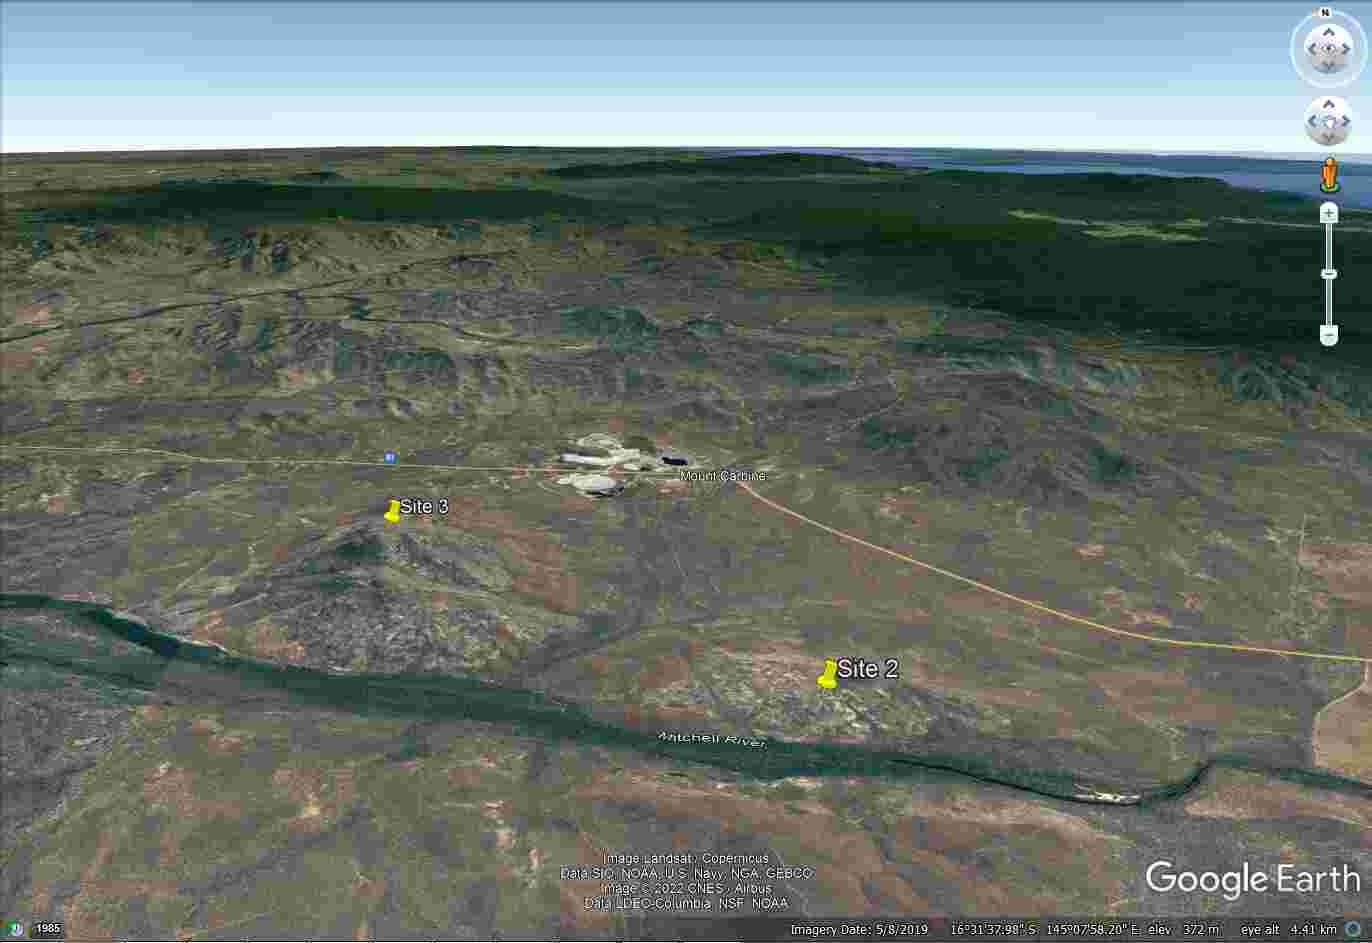 N
81
Mount Carbine
Site 3
Site 2
Mitchell River
Image Landsat / Copernicus
Data SIO, NOAA, U.S. Navy, NGA, GEBCO
Image © 2022 CNES / Airbus
Data LDEO-Columbia, NSF, NOAA
Google Earth
1985
Imagery Date: 5/8/2019 16°31'37.98" S 145°07'58.20" E elev 372 m eye alt 4.41 km